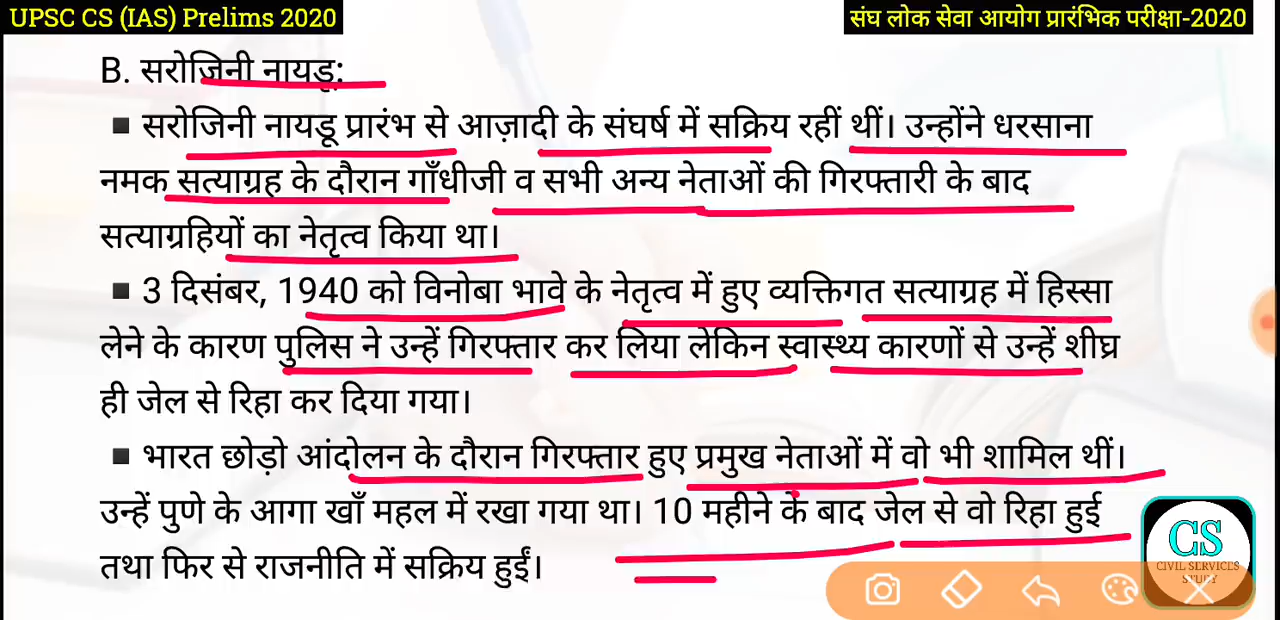 UPSC CS (IAS) Prelims 2020
संघ लोक सेवा आयोग प्रारंभिक परीक्षा-2020
B. सरोजिनी नायडू:
▪ सरोजिनी नायडू प्रारंभ से आज़ादी के संघर्ष में सक्रिय रहीं थीं। उन्होंने धरसाना
नमक सत्याग्रह के दौरान गाँधीजी व सभी अन्य नेताओं की गिरफ्तारी के बाद
सत्याग्रहियों का नेतृत्व किया था।
▪ 3 दिसंबर, 1940 को विनोबा भावे के नेतृत्व में हुए व्यक्तिगत सत्याग्रह में हिस्सा
लेने के कारण पुलिस ने उन्हें गिरफ्तार कर लिया लेकिन स्वास्थ्य कारणों से उन्हें शीघ्र
ही जेल से रिहा कर दिया गया।
▪ भारत छोड़ो आंदोलन के दौरान गिरफ्तार हुए प्रमुख नेताओं में वो भी शामिल थीं।
उन्हें पुणे के आगा खाँ महल में रखा गया था। 10 महीने के बाद जेल से वो रिहा हुई
तथा फिर से राजनीति में सक्रिय हुईं।
CS
CIVIL SERVICES
STUDY